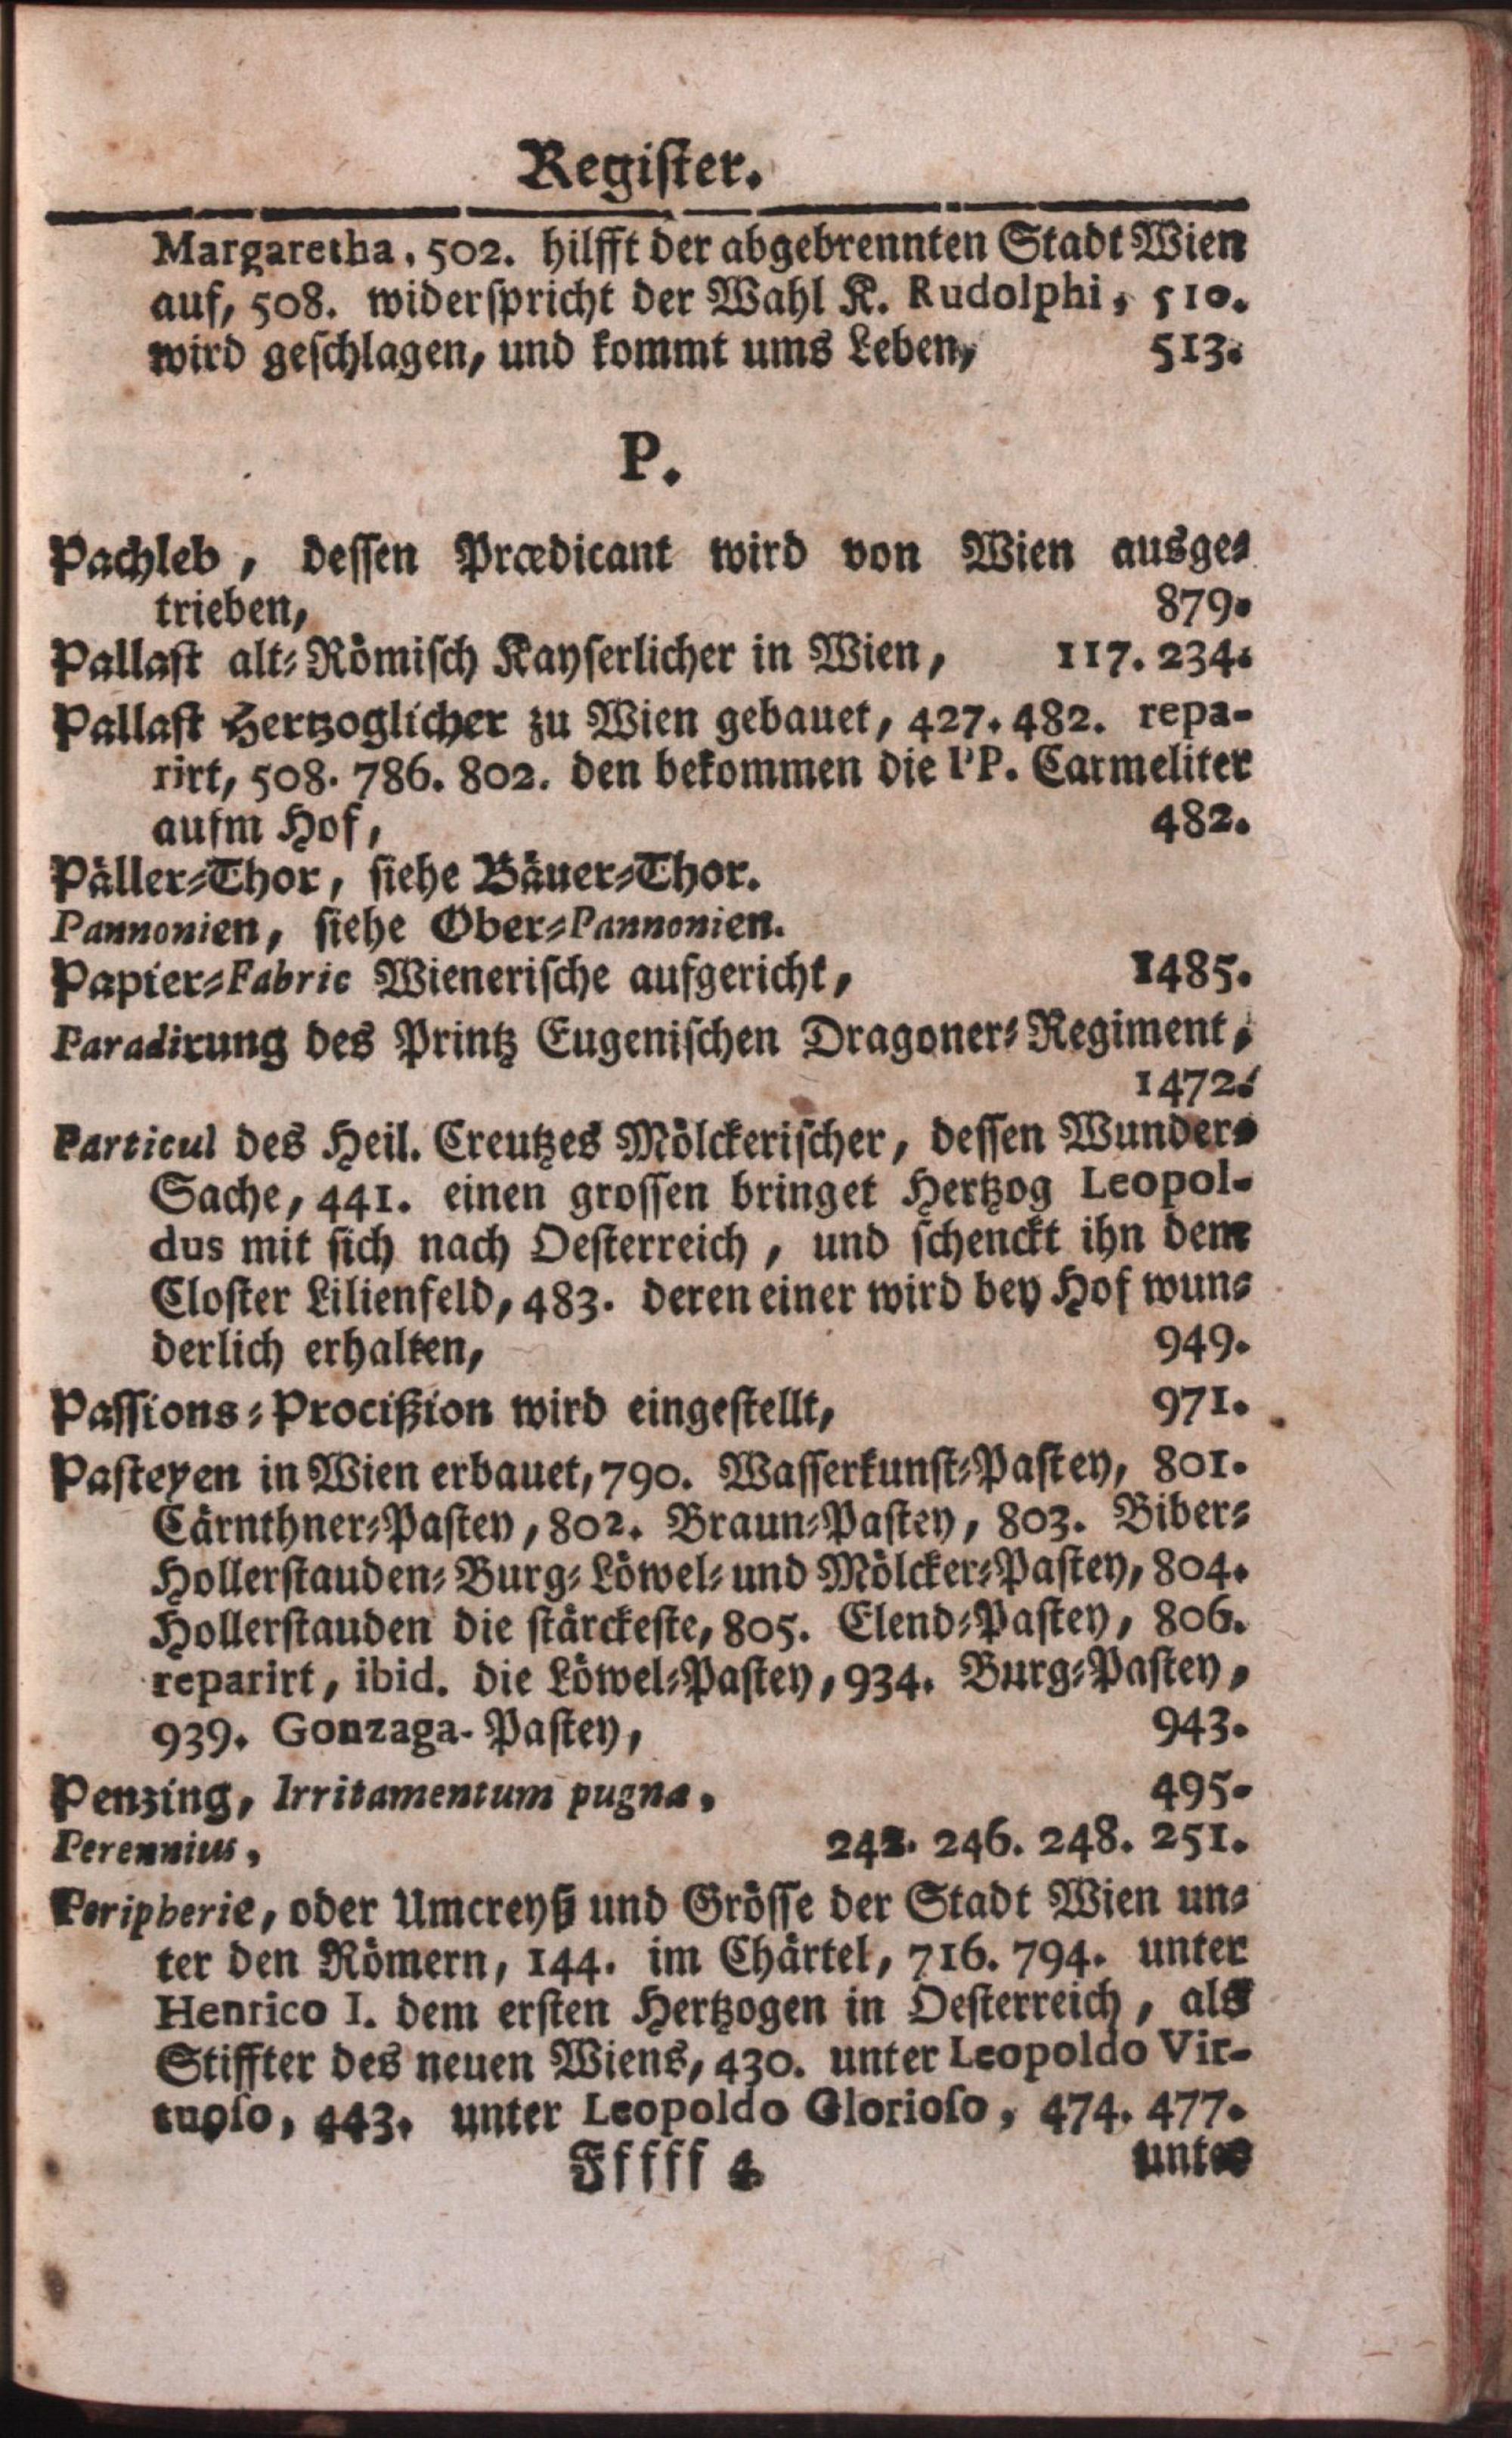 Register.
Margaretha, 502. hilfft der abgebrennten Stadt Wien
auf, 508. widerspricht der Wahl K. Rudolphi, 510.
wird geschlagen, und kommt ums Leben, 513.
P.
Pachleb, dessen Prædicant wird von Wien ausge-
trieben, 879.
Pallast alt-Römisch Kayserlicher in Wien, 117. 234.
Pallast Hertzoglicher zu Wien gebauet, 427. 482. repa-
rirt, 508. 786. 802. den bekommen die PP. Carmeliter
aufm Hof, 482.
Päller-Thor, siehe Bäuer-Thor.
Pannonien, siehe Ober-Pannonien.
Papier-Fabric Wienerische aufgericht, 1485.
Paradirung des Printz Eugenischen Dragoner-Regiment,
1472.
Particul des Heil. Creutzes Mölckerischer, dessen Wunder-
Sache, 441. einen grossen bringet Hertzog Leopol-
dus mit sich nach Oesterreich, und schenckt ihn dem
Closter Lilienfeld, 483. deren einer wird bey Hof wun-
derlich erhalten, 949.
Passions-Procißion wird eingestellt, 971.
Pasteyen in Wien erbauet, 790. Wasserkunst-Pastey, 801.
Cärnthner-Pastey, 802. Braun-Pastey, 803. Biber-
Hollerstauden-Burg-Löwel-und Mölcker-Pastey, 804.
Hollerstauden die stärckeste, 805. Elend-Pastey, 806.
reparirt, ibid. die Löwel-Pastey, 934. Burg-Pastey,
939. Gonzaga-Pastey, 943.
Penzing, Irritamentum pugna, 495.
Perennius, 242. 246. 248. 251.
Peripherie, oder Umcreyß und Grösse der Stadt Wien un-
ter den Römern, 144. im Chärtel, 716. 794. unter
Henrico I. dem ersten Hertzogen in Oesterreich, als
Stiffter des neuen Wiens, 430. unter Leopoldo Vir-
tuoso, 443. unter Leopoldo Glorioso, 474. 477.
Fffff 4 unter